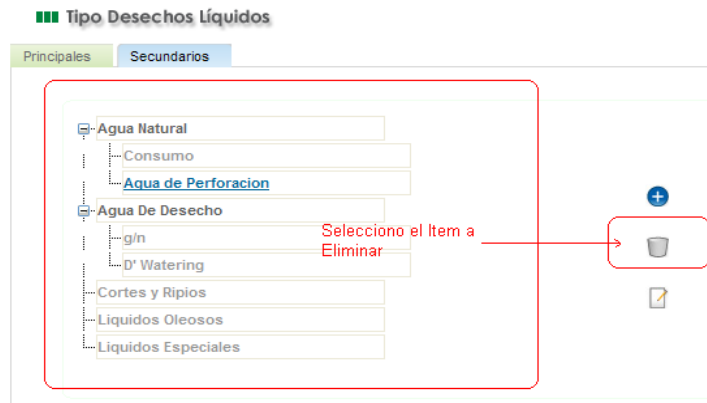 Tipo Desechos Líquidos
Principales Secundarios
Agua Natural
Consumo
Agua de Perforacion
Agua De Desecho
g/n
D' Watering
Cortes y Ripios
Liquidos Oleosos
Liquidos Especiales
Selecciono el Item a
Eliminar